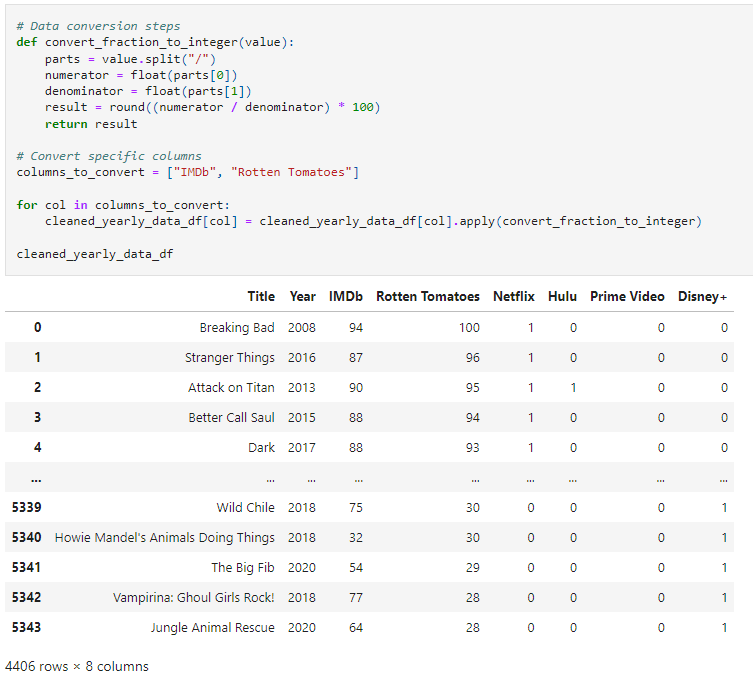 # Data conversion steps
def convert_fraction_to_integer(value):
    parts = value.split("/")
    numerator = float(parts[0])
    denominator = float(parts[1])
    result = round((numerator / denominator) * 100)
    return result
# Convert specific columns
columns_to_convert = ["IMDb", "Rotten Tomatoes"]
for col in columns_to_convert:
    cleaned_yearly_data_df[col] = cleaned_yearly_data_df[col].apply(convert_fraction_to_integer)
cleaned_yearly_data_df
Title Year IMDb Rotten Tomatoes Netflix Hulu Prime Video Disney+
0 Breaking Bad 2008 94 100 1 0 0 0
1 Stranger Things 2016 87 96 1 0 0 0
2 Attack on Titan 2013 90 95 1 1 0 0
3 Better Call Saul 2015 88 94 1 0 0 0
4 Dark 2017 88 93 1 0 0 0
... ... ... ... ... ... ... ... ...
5339 Wild Chile 2018 75 30 0 0 0 1
5340 Howie Mandel's Animals Doing Things 2018 32 30 0 0 0 1
5341 The Big Fib 2020 54 29 0 0 0 1
5342 Vampirina: Ghoul Girls Rock! 2018 77 28 0 0 0 1
5343 Jungle Animal Rescue 2020 64 28 0 0 0 1
4406 rows × 8 columns